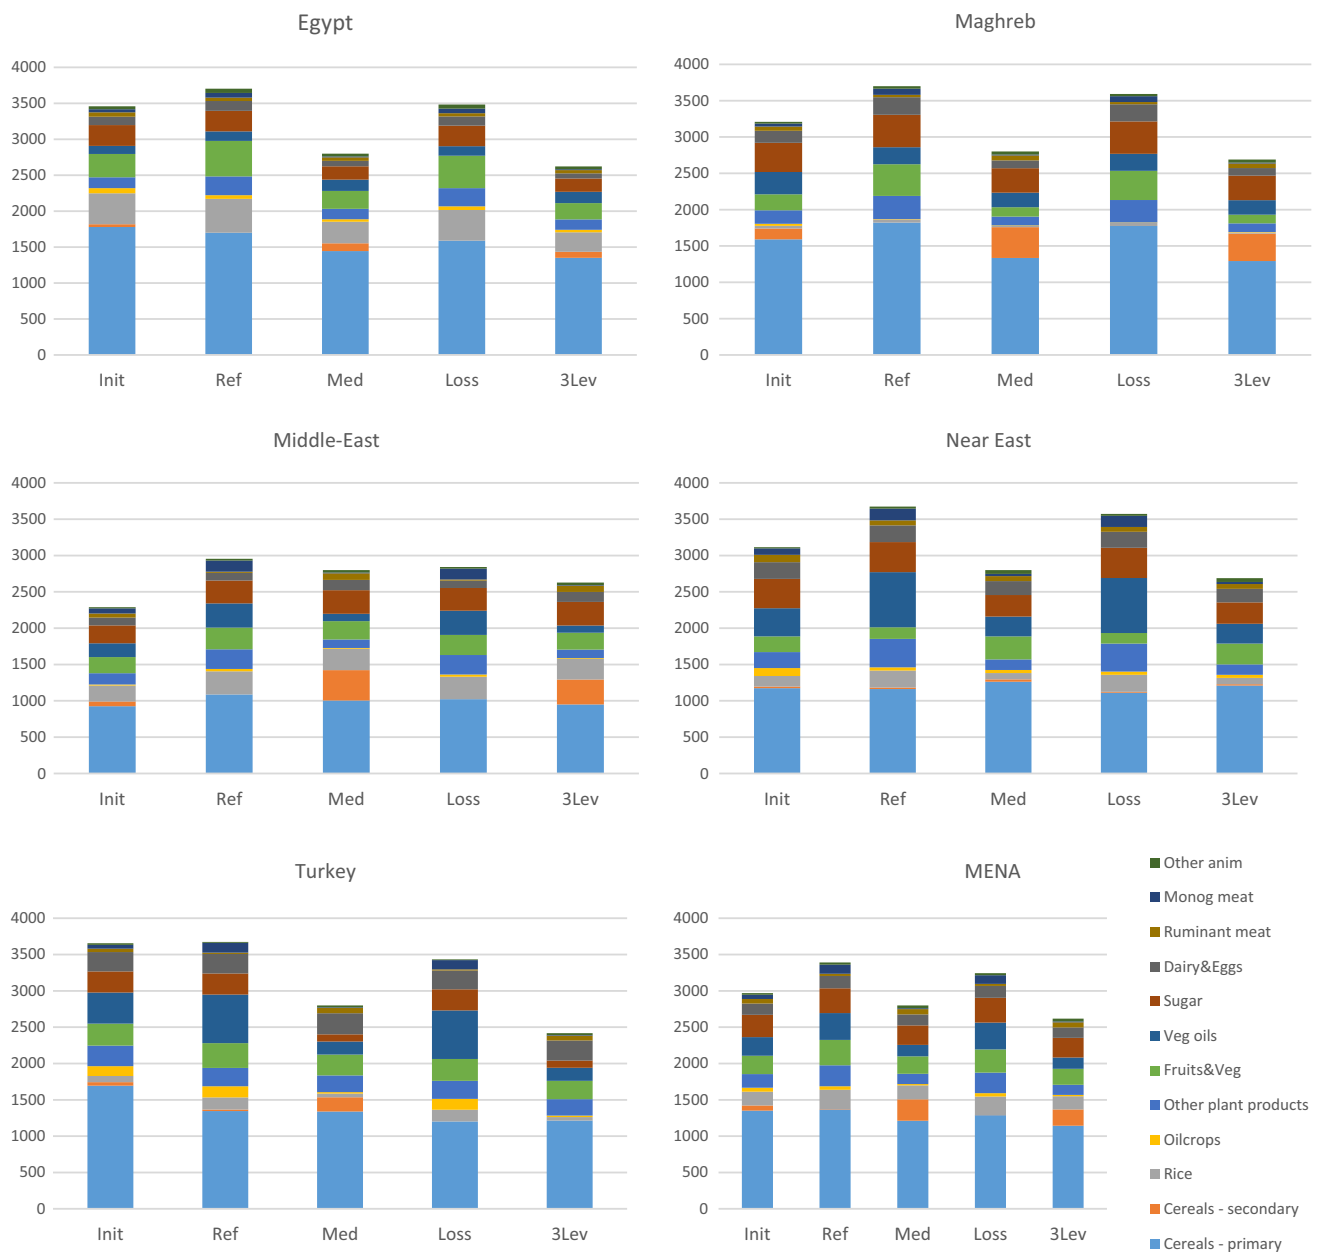 Egypt
4000
3500
3000
2500
2000
1500
1000
500
0
Init Ref Med Loss 3Lev
Maghreb
4000
3500
3000
2500
2000
1500
1000
500
0
Init Ref Med Loss 3Lev
Middle-East
4000
3500
3000
2500
2000
1500
1000
500
0
Init Ref Med Loss 3Lev
Near East
4000
3500
3000
2500
2000
1500
1000
500
0
Init Ref Med Loss 3Lev
Turkey
4000
3500
3000
2500
2000
1500
1000
500
0
Init Ref Med Loss 3Lev
MENA
4000
3500
3000
2500
2000
1500
1000
500
0
Init Ref Med Loss 3Lev
Other anim
Monog meat
Ruminant meat
Dairy&Eggs
Sugar
Veg oils
Fruits&Veg
Other plant products
Oilcrops
Rice
Cereals - secondary
Cereals - primary